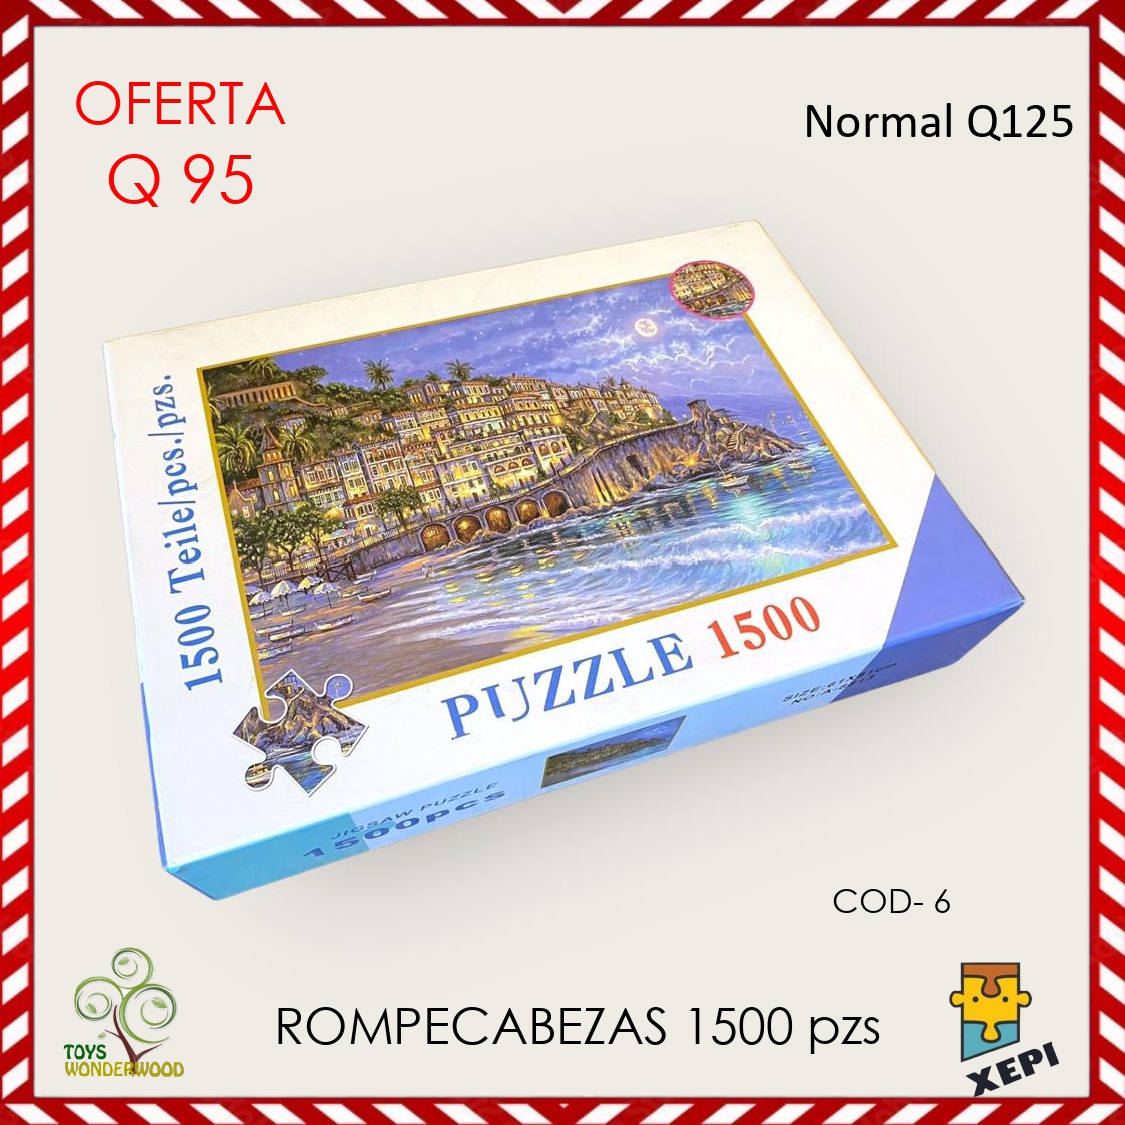 OFERTA
Q 95
Normal Q125
1500 Teile/pcs./pzs.
PUZZLE 1500
JIGSAW PUZZLE
1500pcs
COD- 6
ROMPECABEZAS 1500 pzs
TOYS
WONDERWOOD
XEPI